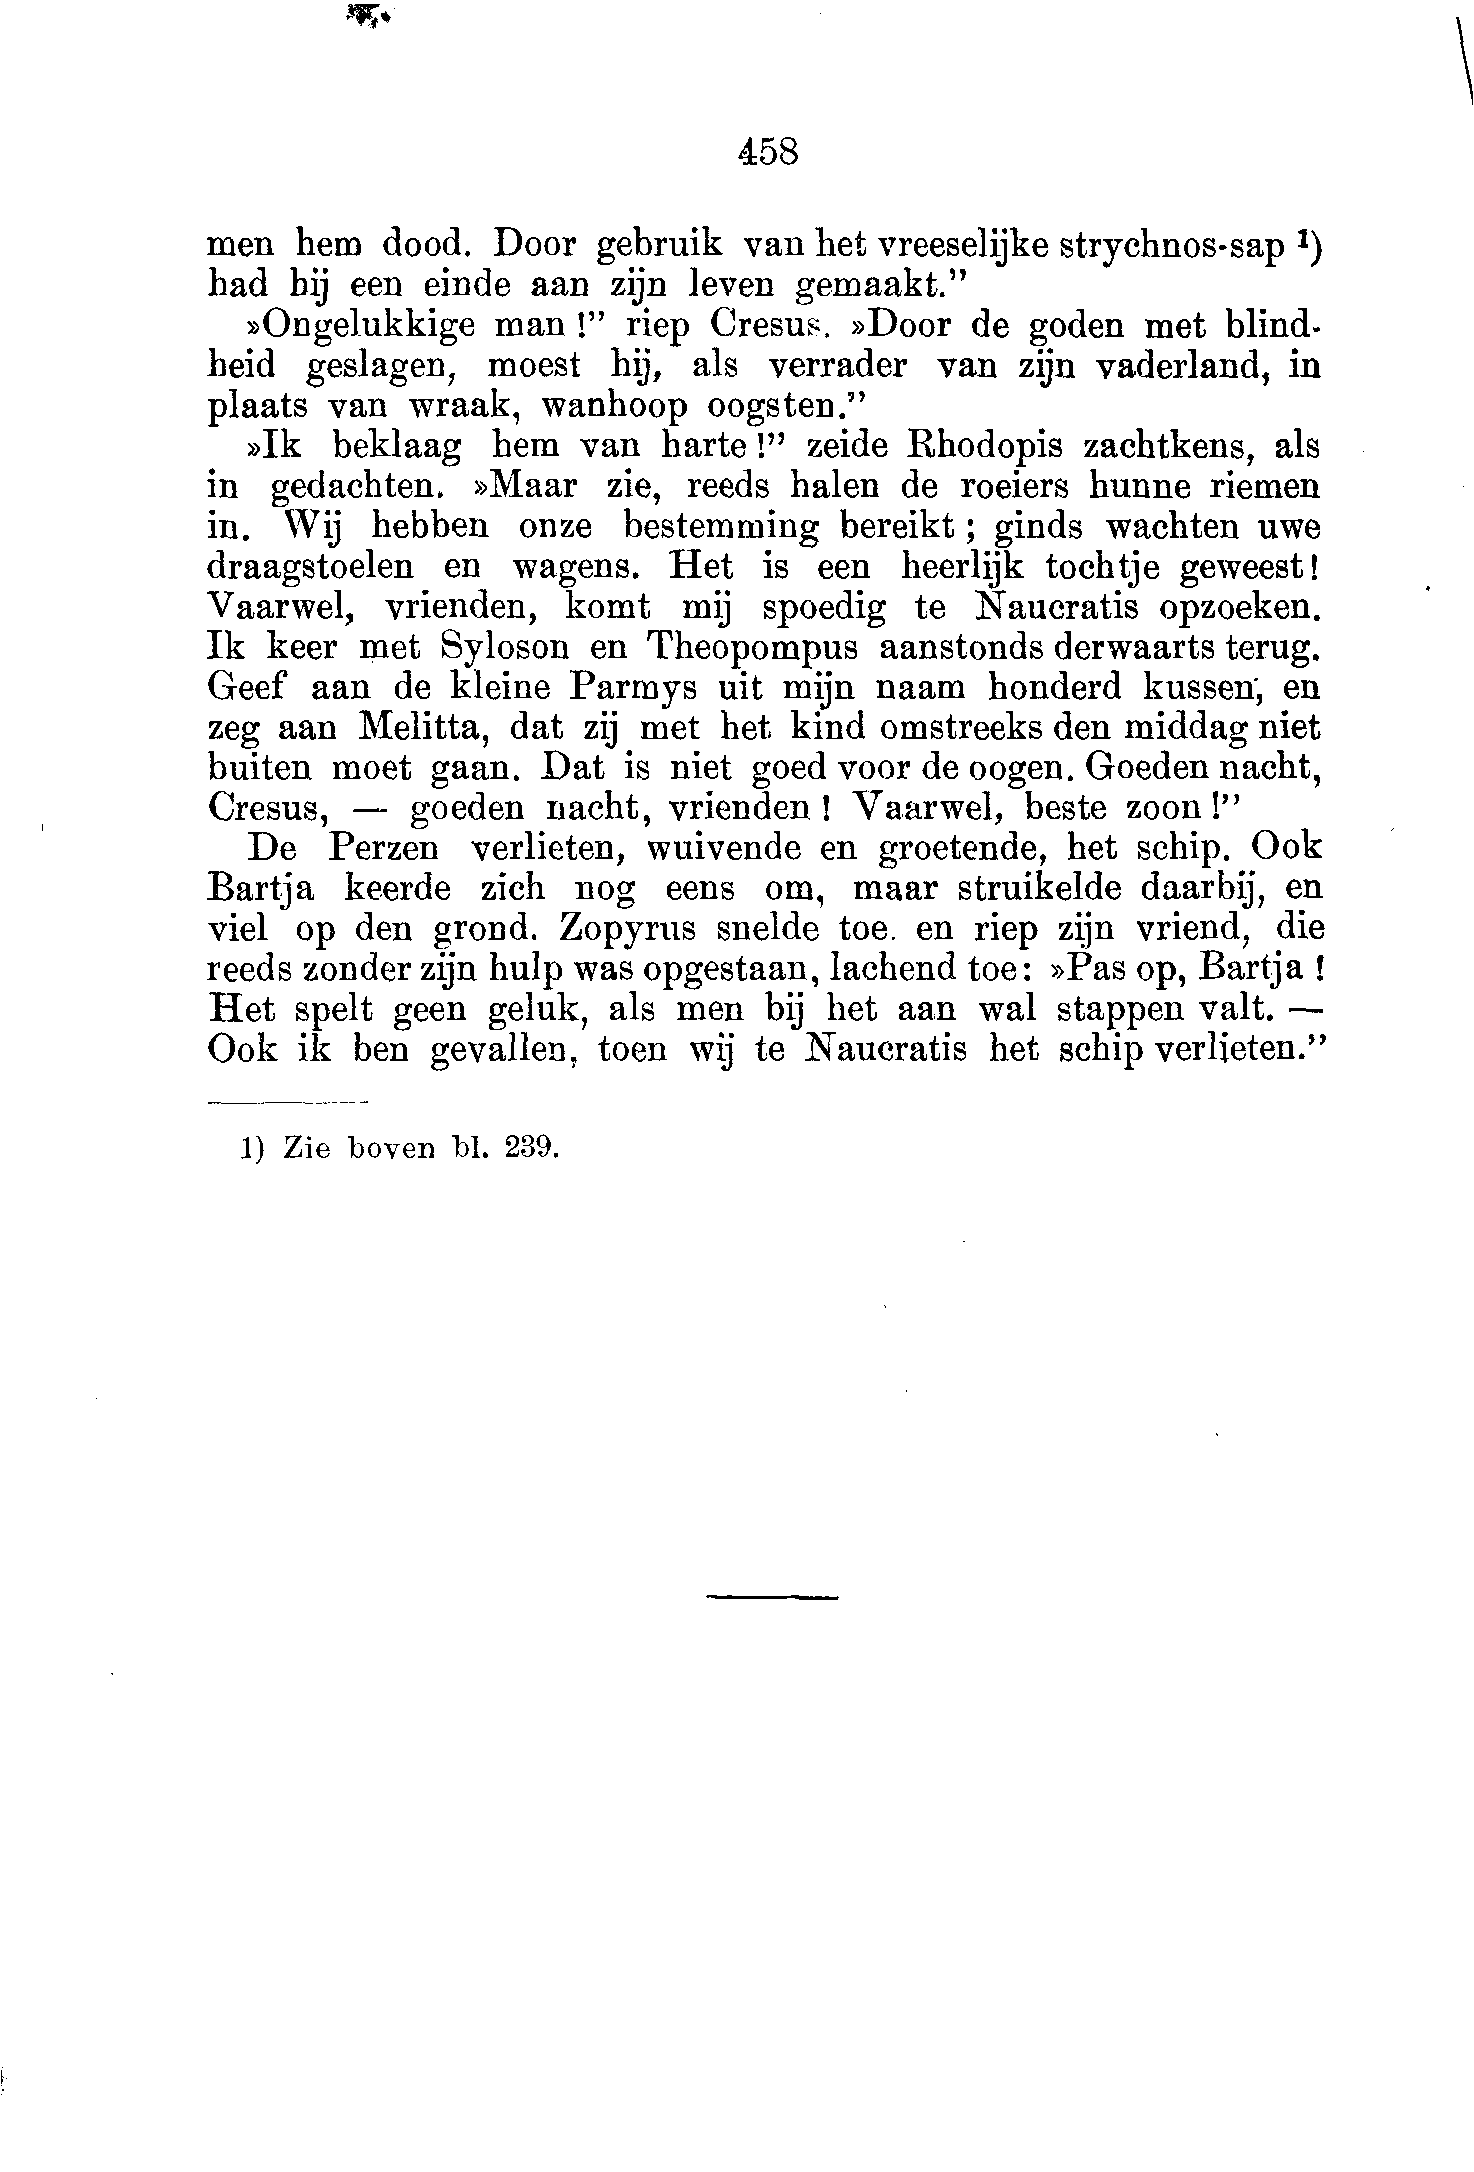 458
men hem dood. Door gebruik van het vreeselijke strychnos-sap ¹)
had hij een einde aan zijn leven gemaakt.”
»Ongelukkige man!” riep Cresus. »Door de goden met blind-
heid geslagen, moest hij, als verrader van zijn vaderland, in
plaats van wraak, wanhoop oogsten.”
»Ik beklaag hem van harte!” zeide Rhodopis zachtkens, als
in gedachten. »Maar zie, reeds halen de roeiers hunne riemen
in. Wij hebben onze bestemming bereikt; ginds wachten uwe
draagstoelen en wagens. Het is een heerlijk tochtje geweest!
Vaarwel, vrienden, komt mij spoedig te Naucratis opzoeken.
Ik keer met Syloson en Theopompus aanstonds derwaarts terug.
Geef aan de kleine Parmys uit mijn naam honderd kussen, en
zeg aan Melitta, dat zij met het kind omstreeks den middag niet
buiten moet gaan. Dat is niet goed voor de oogen. Goeden nacht,
Cresus, — goeden nacht, vrienden! Vaarwel, beste zoon!”
De Perzen verlieten, wuivende en groetende, het schip. Ook
Bartja keerde zich nog eens om, maar struikelde daarbij, en
viel op den grond. Zopyrus snelde toe. en riep zijn vriend, die
reeds zonder zijn hulp was opgestaan, lachend toe: »Pas op, Bartja!
Het spelt geen geluk, als men bij het aan wal stappen valt. —
Ook ik ben gevallen, toen wij te Naucratis het schip verlieten.”
1) Zie boven bl. 239.